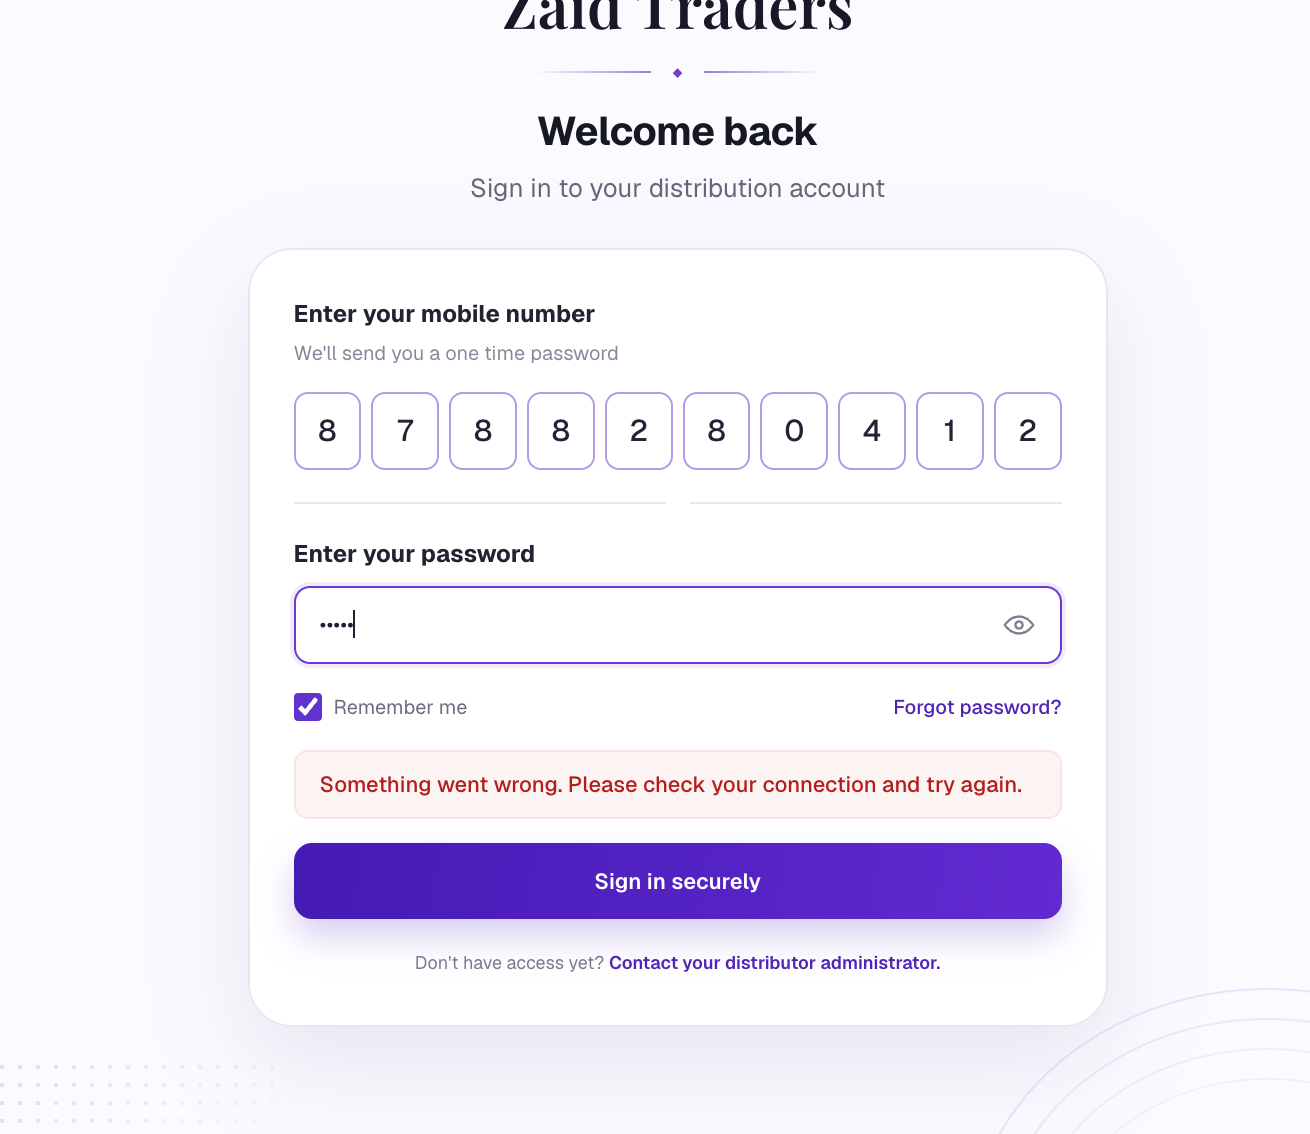 Zaid Traders
Welcome back
Sign in to your distribution account
Enter your mobile number
We'll send you a one time password
8 7 8 8 2 8 0 4 1 2
Enter your password
•••••
Remember me
Forgot password?
Something went wrong. Please check your connection and try again.
Sign in securely
Don't have access yet? Contact your distributor administrator.